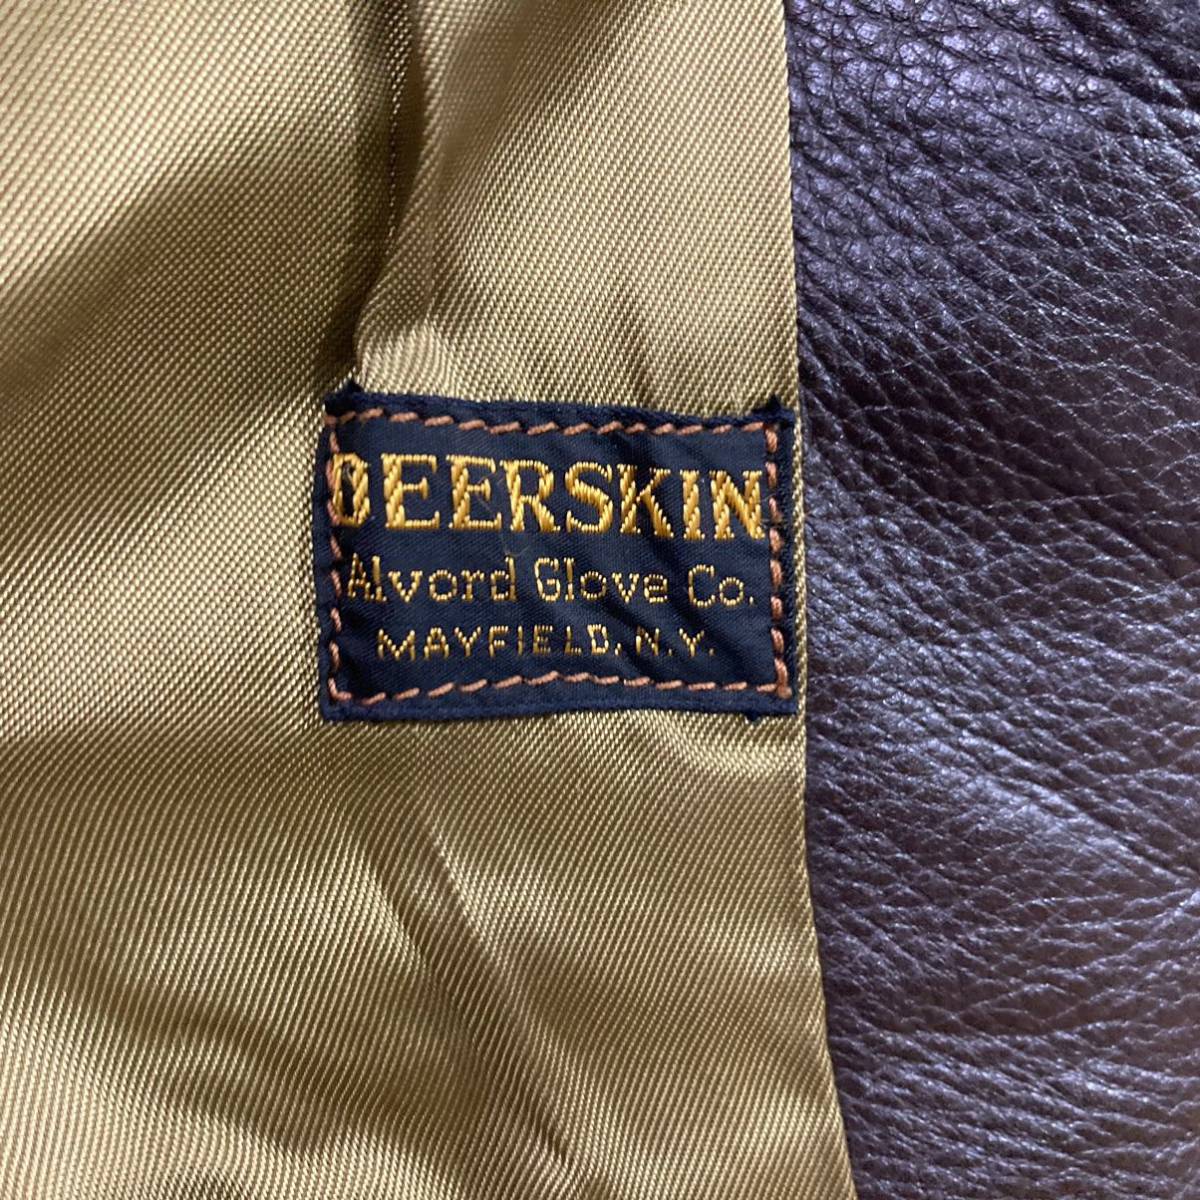 DEERSKIN
Alvord Glove Co.
MAYFIELD, N.Y.